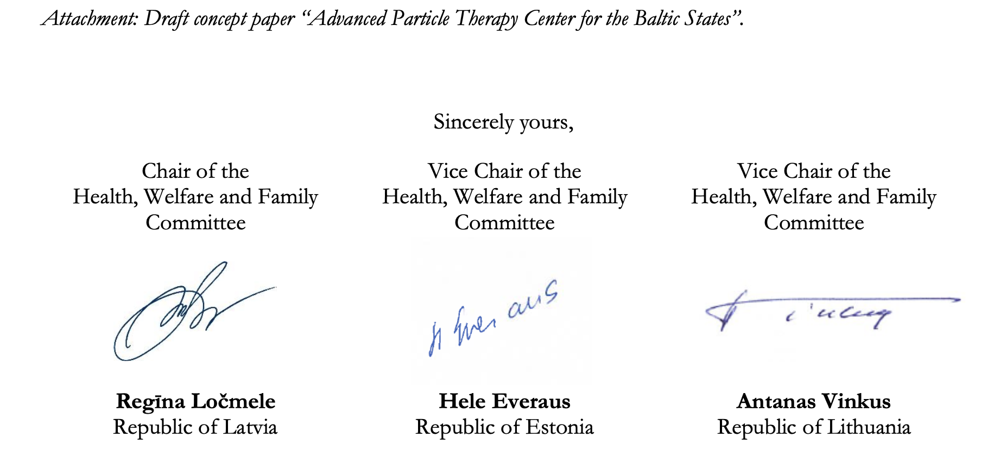 Attachment: Draft concept paper “Advanced Particle Therapy Center for the Baltic States”.
Sincerely yours,
Chair of the
Health, Welfare and Family
Committee
Vice Chair of the
Health, Welfare and Family
Committee
Vice Chair of the
Health, Welfare and Family
Committee
H Everaus
Regīna Ločmele
Republic of Latvia
Hele Everaus
Republic of Estonia
Antanas Vinkus
Republic of Lithuania